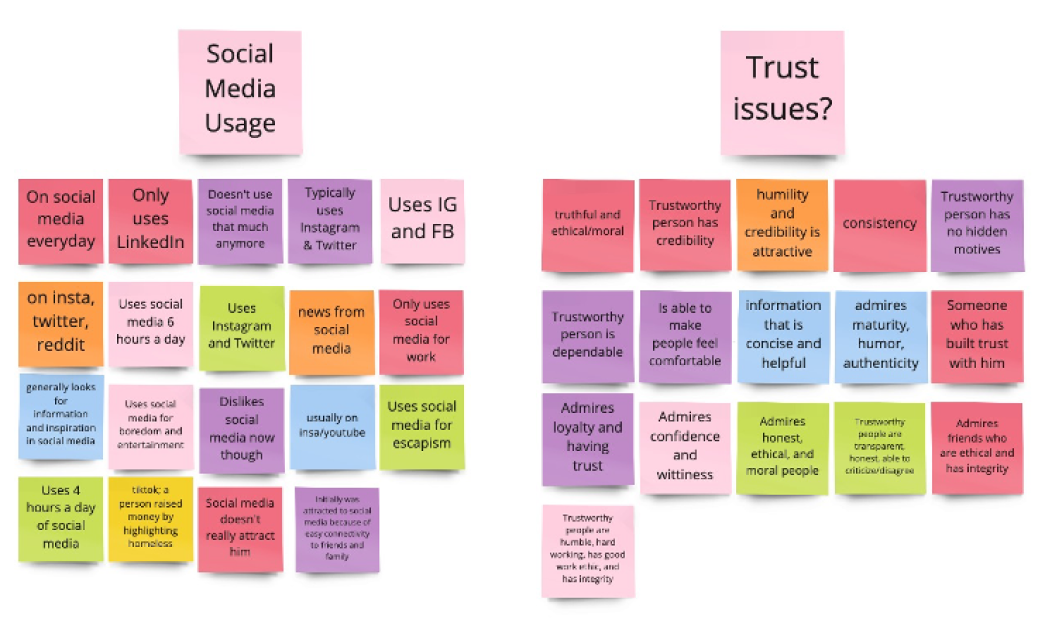 Social
Media
Usage
On social
media
everyday
Only
uses
LinkedIn
Doesn't use
social media
that much
anymore
Typically
uses
Instagram
& Twitter
Uses IG
and FB
on insta,
twitter,
reddit
Uses social
media 6
hours a day
Uses
Instagram
and Twitter
news from
social
media
Only uses
social
media for
work
generally looks
for
information
and inspiration
in social media
Uses social
media for
boredom and
entertainment
Dislikes
social
media now
though
usually on
insa/youtube
Uses social
media for
escapism
Uses 4
hours a day
of social
media
tiktok; a
person raised
money by
highlighting
homeless
Social media
doesn't
really attract
him
Initially was
attracted to social
media because of
easy connectivity
to friends and
family
Trust
issues?
truthful and
ethical/moral
Trustworthy
person has
credibility
humility
and
credibility is
attractive
consistency
Trustworthy
person has
no hidden
motives
Trustworthy
person is
dependable
Is able to
make
people feel
comfortable
information
that is
concise and
helpful
admires
maturity,
humor,
authenticity
Someone
who has
built trust
with him
Admires
loyalty and
having
trust
Admires
confidence
and
wittiness
Admires
honest,
ethical, and
moral people
Trustworthy
people are
transparent,
honest, able to
criticize/disagree
Admires
friends who
are ethical and
has integrity
Trustworthy
people are
humble, hard
working, has good
work ethic, and
has integrity